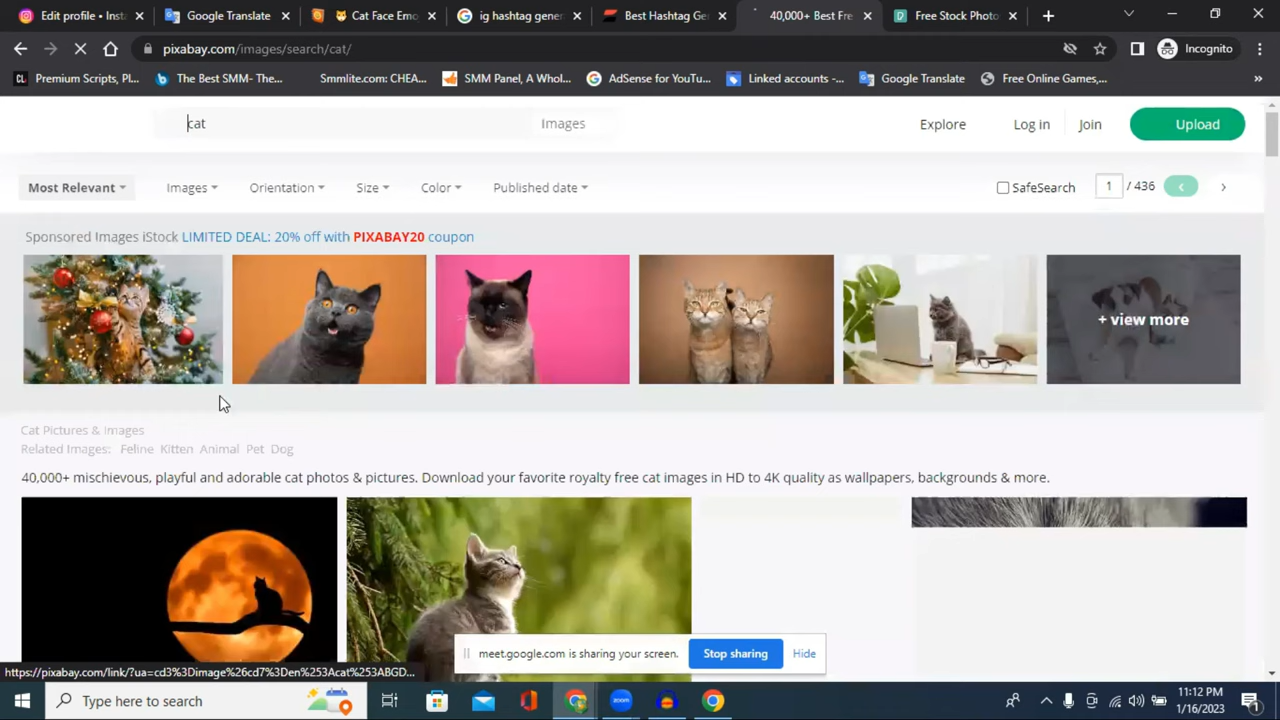 Edit profile • In
Google Translate
Cat Face Emo
ig hashtag gener
Best Hashtag Ge
40,000+ Best Fre
Free Stock Photo
pixabay.com/images/search/cat/
Incognito
Premium Scripts, Pl...
The Best SMM- The...
Smmlite.com: CHEA...
SMM Panel, A Whol...
AdSense for YouTu...
Linked accounts -...
Google Translate
Free Online Games,...
cat
Images
Explore
Log in
Join
Upload
Most Relevant
Images
Orientation
Size
Color
Published date
SafeSearch
1 / 436
Sponsored Images iStock LIMITED DEAL: 20% off with PIXABAY20 coupon
+ view more
Cat Pictures & Images
Related Images: Feline Kitten Animal Pet Dog
40,000+ mischievous, playful and adorable cat photos & pictures. Download your favorite royalty free cat images in HD to 4K quality as wallpapers, backgrounds & more.
meet.google.com is sharing your screen.
Stop sharing
Hide
https://pixabay.com/link/?ua=cd3%3Dimage%26cd7%3Den%253Acat%253ABGD...
Type here to search
zoom
11:12 PM
1/16/2023
1